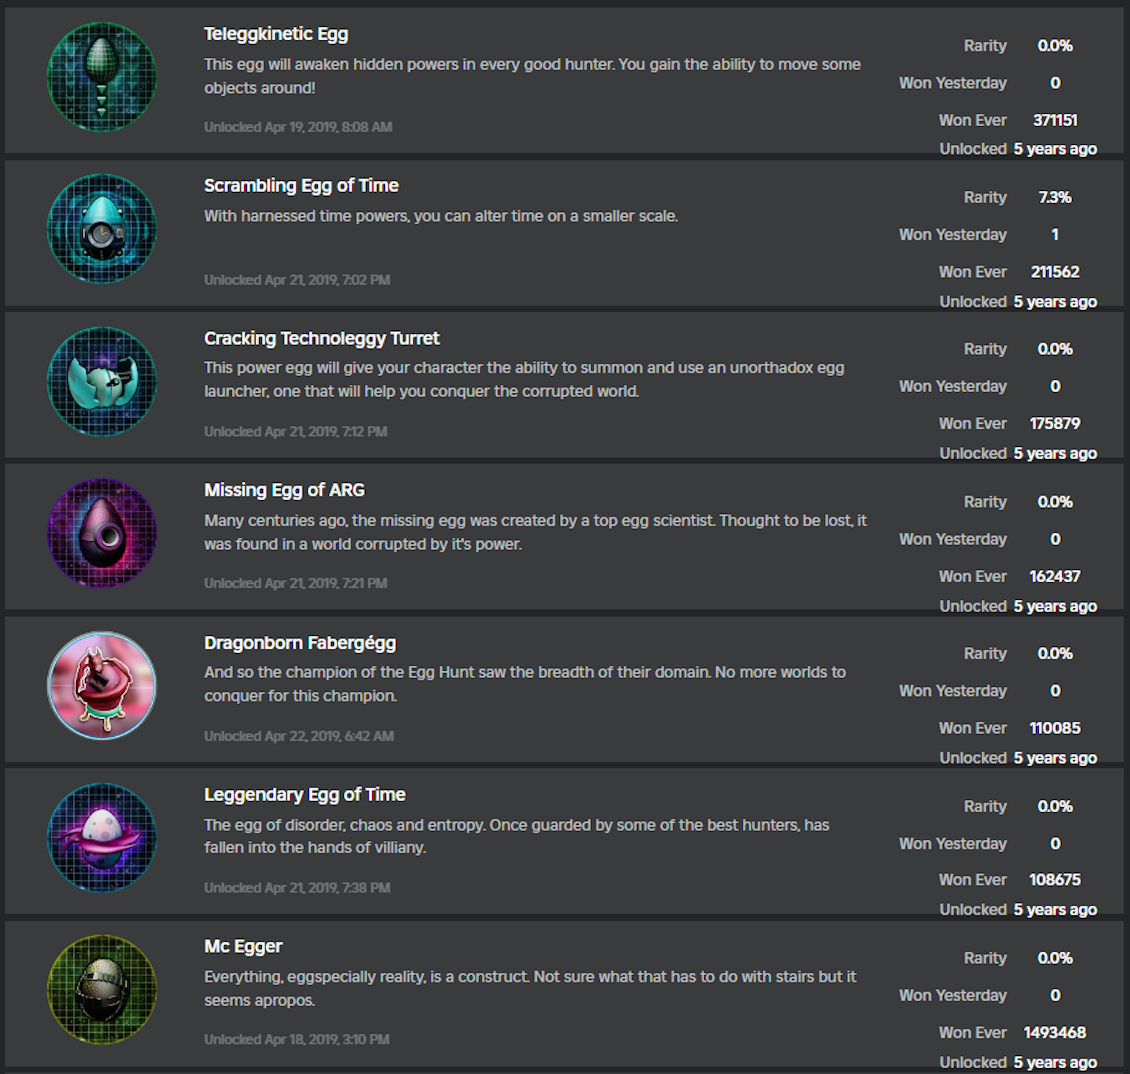 Teleggkinetic Egg
This egg will awaken hidden powers in every good hunter. You gain the ability to move some
objects around!
Unlocked Apr 19, 2019, 8:08 AM
Rarity 0.0%
Won Yesterday 0
Won Ever 371151
Unlocked 5 years ago
Scrambling Egg of Time
With harnessed time powers, you can alter time on a smaller scale.
Unlocked Apr 21, 2019, 7:02 PM
Rarity 7.3%
Won Yesterday 1
Won Ever 211562
Unlocked 5 years ago
Cracking Technoleggy Turret
This power egg will give your character the ability to summon and use an unorthadox egg
launcher, one that will help you conquer the corrupted world.
Unlocked Apr 21, 2019, 7:12 PM
Rarity 0.0%
Won Yesterday 0
Won Ever 175879
Unlocked 5 years ago
Missing Egg of ARG
Many centuries ago, the missing egg was created by a top egg scientist. Thought to be lost, it
was found in a world corrupted by it's power.
Unlocked Apr 21, 2019, 7:21 PM
Rarity 0.0%
Won Yesterday 0
Won Ever 162437
Unlocked 5 years ago
Dragonborn Fabergégg
And so the champion of the Egg Hunt saw the breadth of their domain. No more worlds to
conquer for this champion.
Unlocked Apr 22, 2019, 6:42 AM
Rarity 0.0%
Won Yesterday 0
Won Ever 110085
Unlocked 5 years ago
Leggendary Egg of Time
The egg of disorder, chaos and entropy. Once guarded by some of the best hunters, has
fallen into the hands of villiany.
Unlocked Apr 21, 2019, 7:38 PM
Rarity 0.0%
Won Yesterday 0
Won Ever 108675
Unlocked 5 years ago
Mc Egger
Everything, eggspecially reality, is a construct. Not sure what that has to do with stairs but it
seems apropos.
Unlocked Apr 18, 2019, 3:10 PM
Rarity 0.0%
Won Yesterday 0
Won Ever 1493468
Unlocked 5 years ago